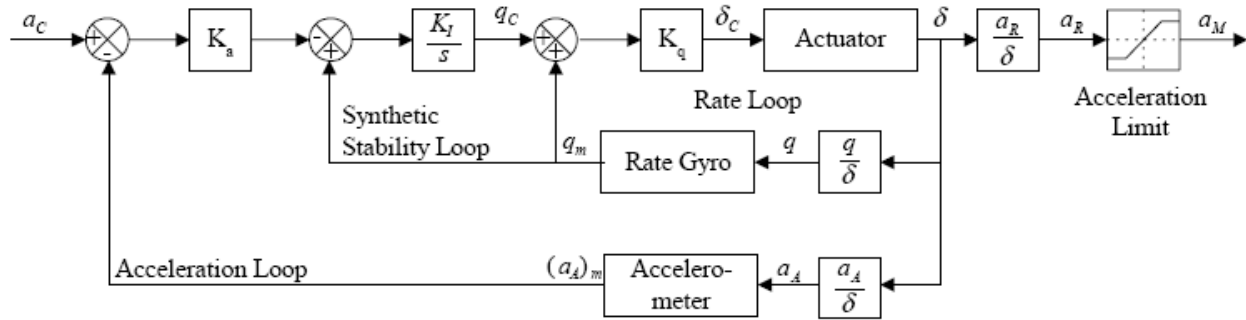 a_C
+
-
K_a
-
+
K_I
s
q_C
+
+
K_q
δ_C
Actuator
δ
a_R
δ
a_R
a_M
Rate Loop
Acceleration
Limit
Synthetic
Stability Loop
q_m
Rate Gyro
q
q
δ
Acceleration Loop
(a_A)_m
Accelero-
meter
a_A
a_A
δ